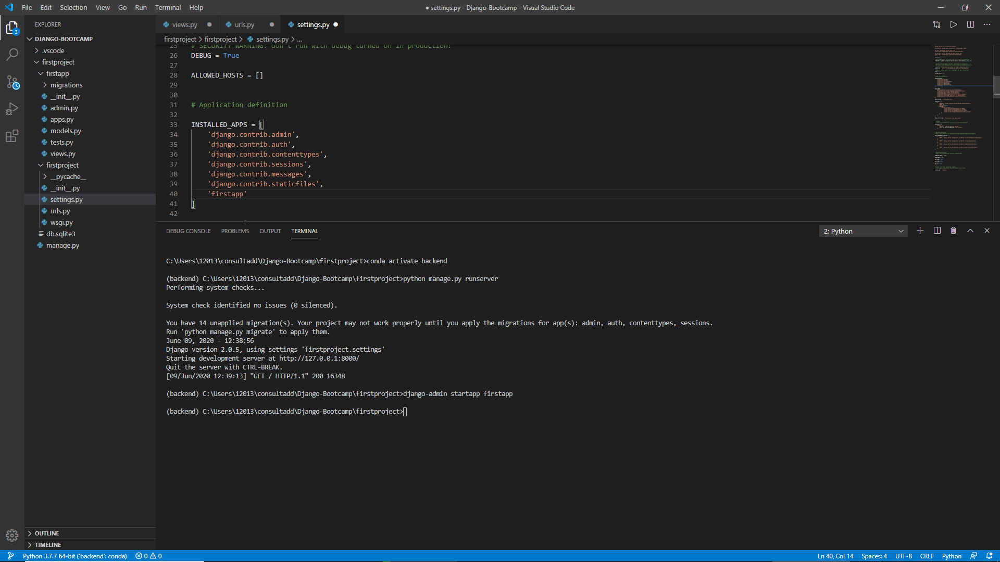 File Edit Selection View Go Run Terminal Help
● settings.py - Django-Bootcamp - Visual Studio Code
EXPLORER
3
DJANGO-BOOTCAMP
.vscode
firstproject
firstapp
migrations
__init__.py
admin.py
apps.py
models.py
tests.py
views.py
firstproject
__pycache__
__init__.py
settings.py
urls.py
wsgi.py
db.sqlite3
manage.py
OUTLINE
TIMELINE
views.py urls.py settings.py
firstproject > firstproject > settings.py > ...
25 # SECURITY WARNING: don't run with debug turned on in production!
26 DEBUG = True
27
28 ALLOWED_HOSTS = []
29
30
31 # Application definition
32
33 INSTALLED_APPS = [
34 'django.contrib.admin',
35 'django.contrib.auth',
36 'django.contrib.contenttypes',
37 'django.contrib.sessions',
38 'django.contrib.messages',
39 'django.contrib.staticfiles',
40 'firstapp'
41 ]
42
DEBUG CONSOLE PROBLEMS OUTPUT TERMINAL
2: Python
C:\Users\12013\consultadd\Django-Bootcamp\firstproject>conda activate backend
(backend) C:\Users\12013\consultadd\Django-Bootcamp\firstproject>python manage.py runserver
Performing system checks...
System check identified no issues (0 silenced).
You have 14 unapplied migration(s). Your project may not work properly until you apply the migrations for app(s): admin, auth, contenttypes, sessions.
Run 'python manage.py migrate' to apply them.
June 09, 2020 - 12:38:56
Django version 2.0.5, using settings 'firstproject.settings'
Starting development server at http://127.0.0.1:8000/
Quit the server with CTRL-BREAK.
[09/Jun/2020 12:39:13] "GET / HTTP/1.1" 200 16348
(backend) C:\Users\12013\consultadd\Django-Bootcamp\firstproject>django-admin startapp firstapp
(backend) C:\Users\12013\consultadd\Django-Bootcamp\firstproject>
Python 3.7.7 64-bit ('backend': conda) 0 0
Ln 40, Col 14 Spaces: 4 UTF-8 CRLF Python